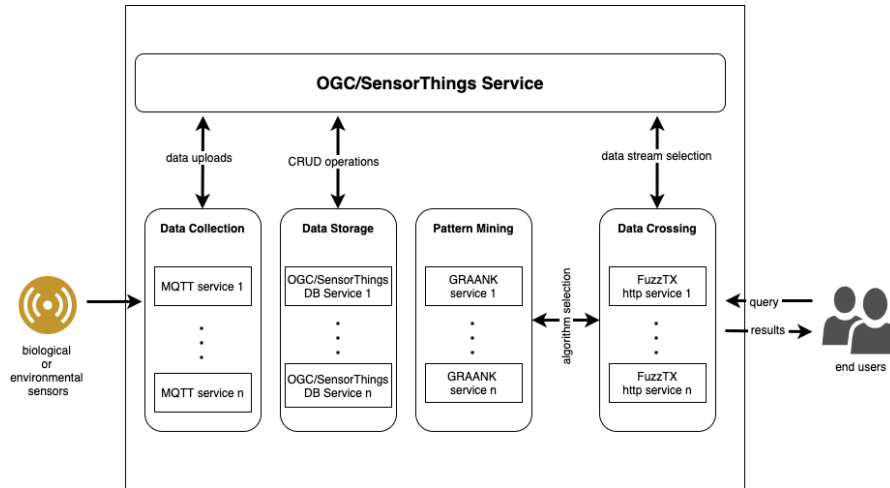 OGC/SensorThings Service
data uploads
CRUD operations
data stream selection
Data Collection
Data Storage
Pattern Mining
Data Crossing
MQTT service 1
OGC/SensorThings
DB Service 1
GRAANK
service 1
FuzzTX
http service 1
MQTT service n
OGC/SensorThings
DB Service n
GRAANK
service n
FuzzTX
http service n
algorithm selection
biological
or
environmental
sensors
query
results
end users